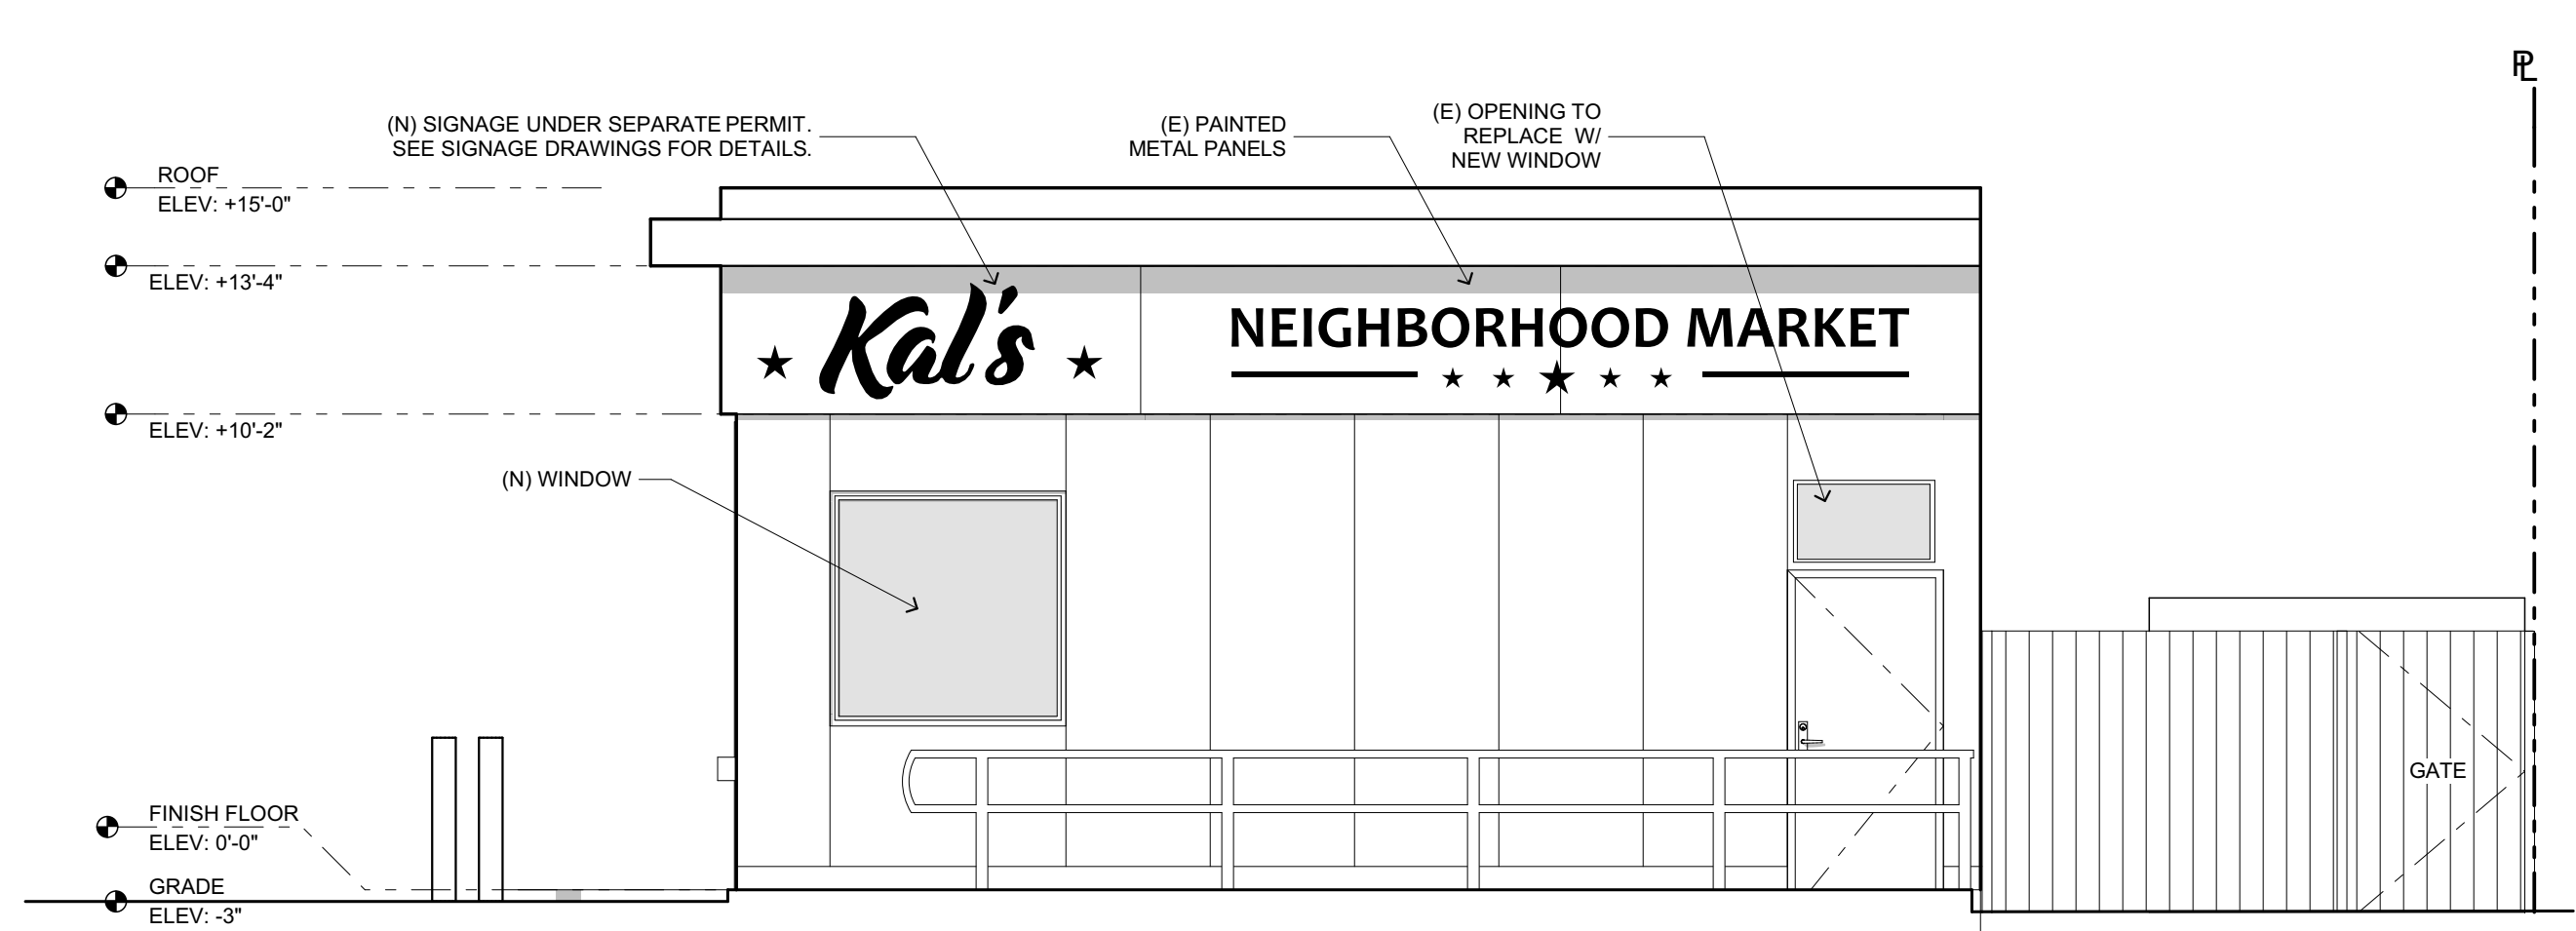 PL
(N) SIGNAGE UNDER SEPARATE PERMIT.
SEE SIGNAGE DRAWINGS FOR DETAILS.
(E) PAINTED
METAL PANELS
(E) OPENING TO
REPLACE W/
NEW WINDOW
ROOF
ELEV: +15'-0"
ELEV: +13'-4"
Kal's
NEIGHBORHOOD MARKET
ELEV: +10'-2"
(N) WINDOW
GATE
FINISH FLOOR
ELEV: 0'-0"
GRADE
ELEV: -3"